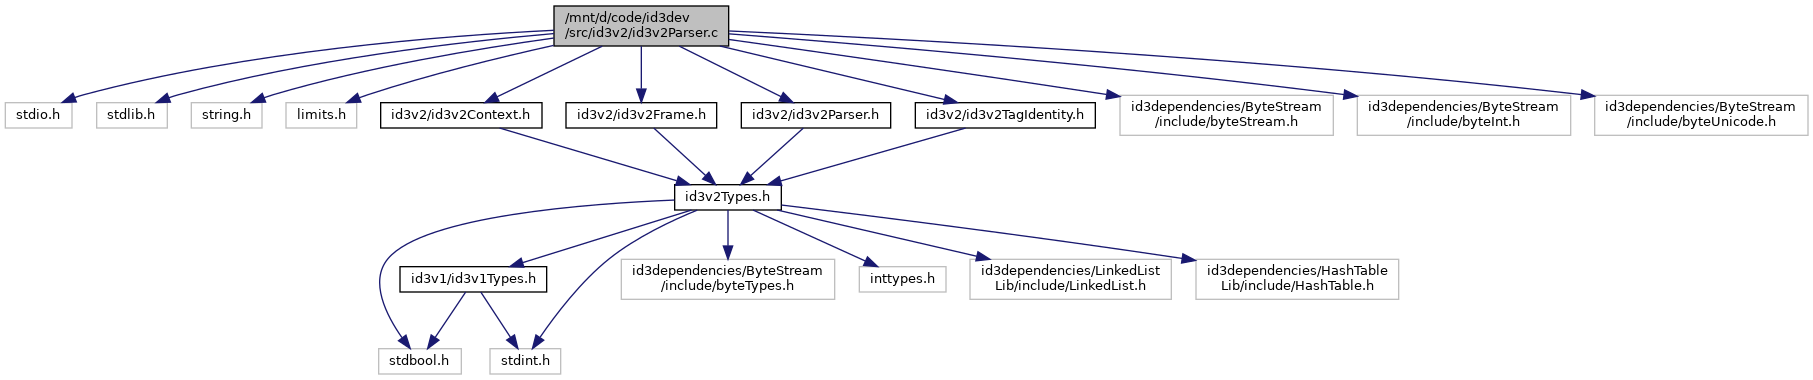 /mnt/d/code/id3dev
/src/id3v2/id3v2Parser.c
stdio.h
stdlib.h
string.h
limits.h
id3v2/id3v2Context.h
id3v2/id3v2Frame.h
id3v2/id3v2Parser.h
id3v2/id3v2TagIdentity.h
id3dependencies/ByteStream
/include/byteStream.h
id3dependencies/ByteStream
/include/byteInt.h
id3dependencies/ByteStream
/include/byteUnicode.h
id3v2Types.h
id3v1/id3v1Types.h
id3dependencies/ByteStream
/include/byteTypes.h
inttypes.h
id3dependencies/LinkedList
Lib/include/LinkedList.h
id3dependencies/HashTable
Lib/include/HashTable.h
stdbool.h
stdint.h